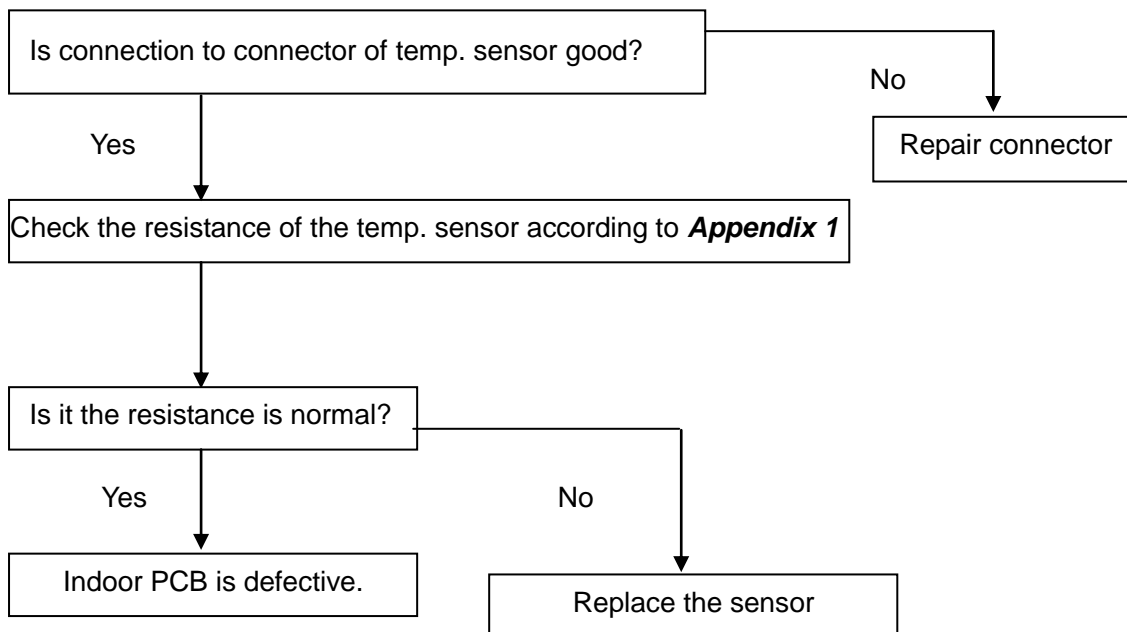 Is connection to connector of temp. sensor good?
No
Yes
Repair connector
Check the resistance of the temp. sensor according to Appendix 1
Is it the resistance is normal?
Yes
No
Indoor PCB is defective.
Replace the sensor